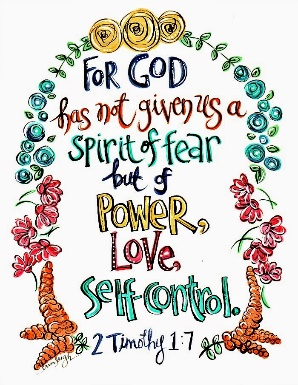 FOR GOD
has not given us a
spirit of fear
but of
POWER,
LOVE,
Self-CONTROL.
2 Timothy 1:7